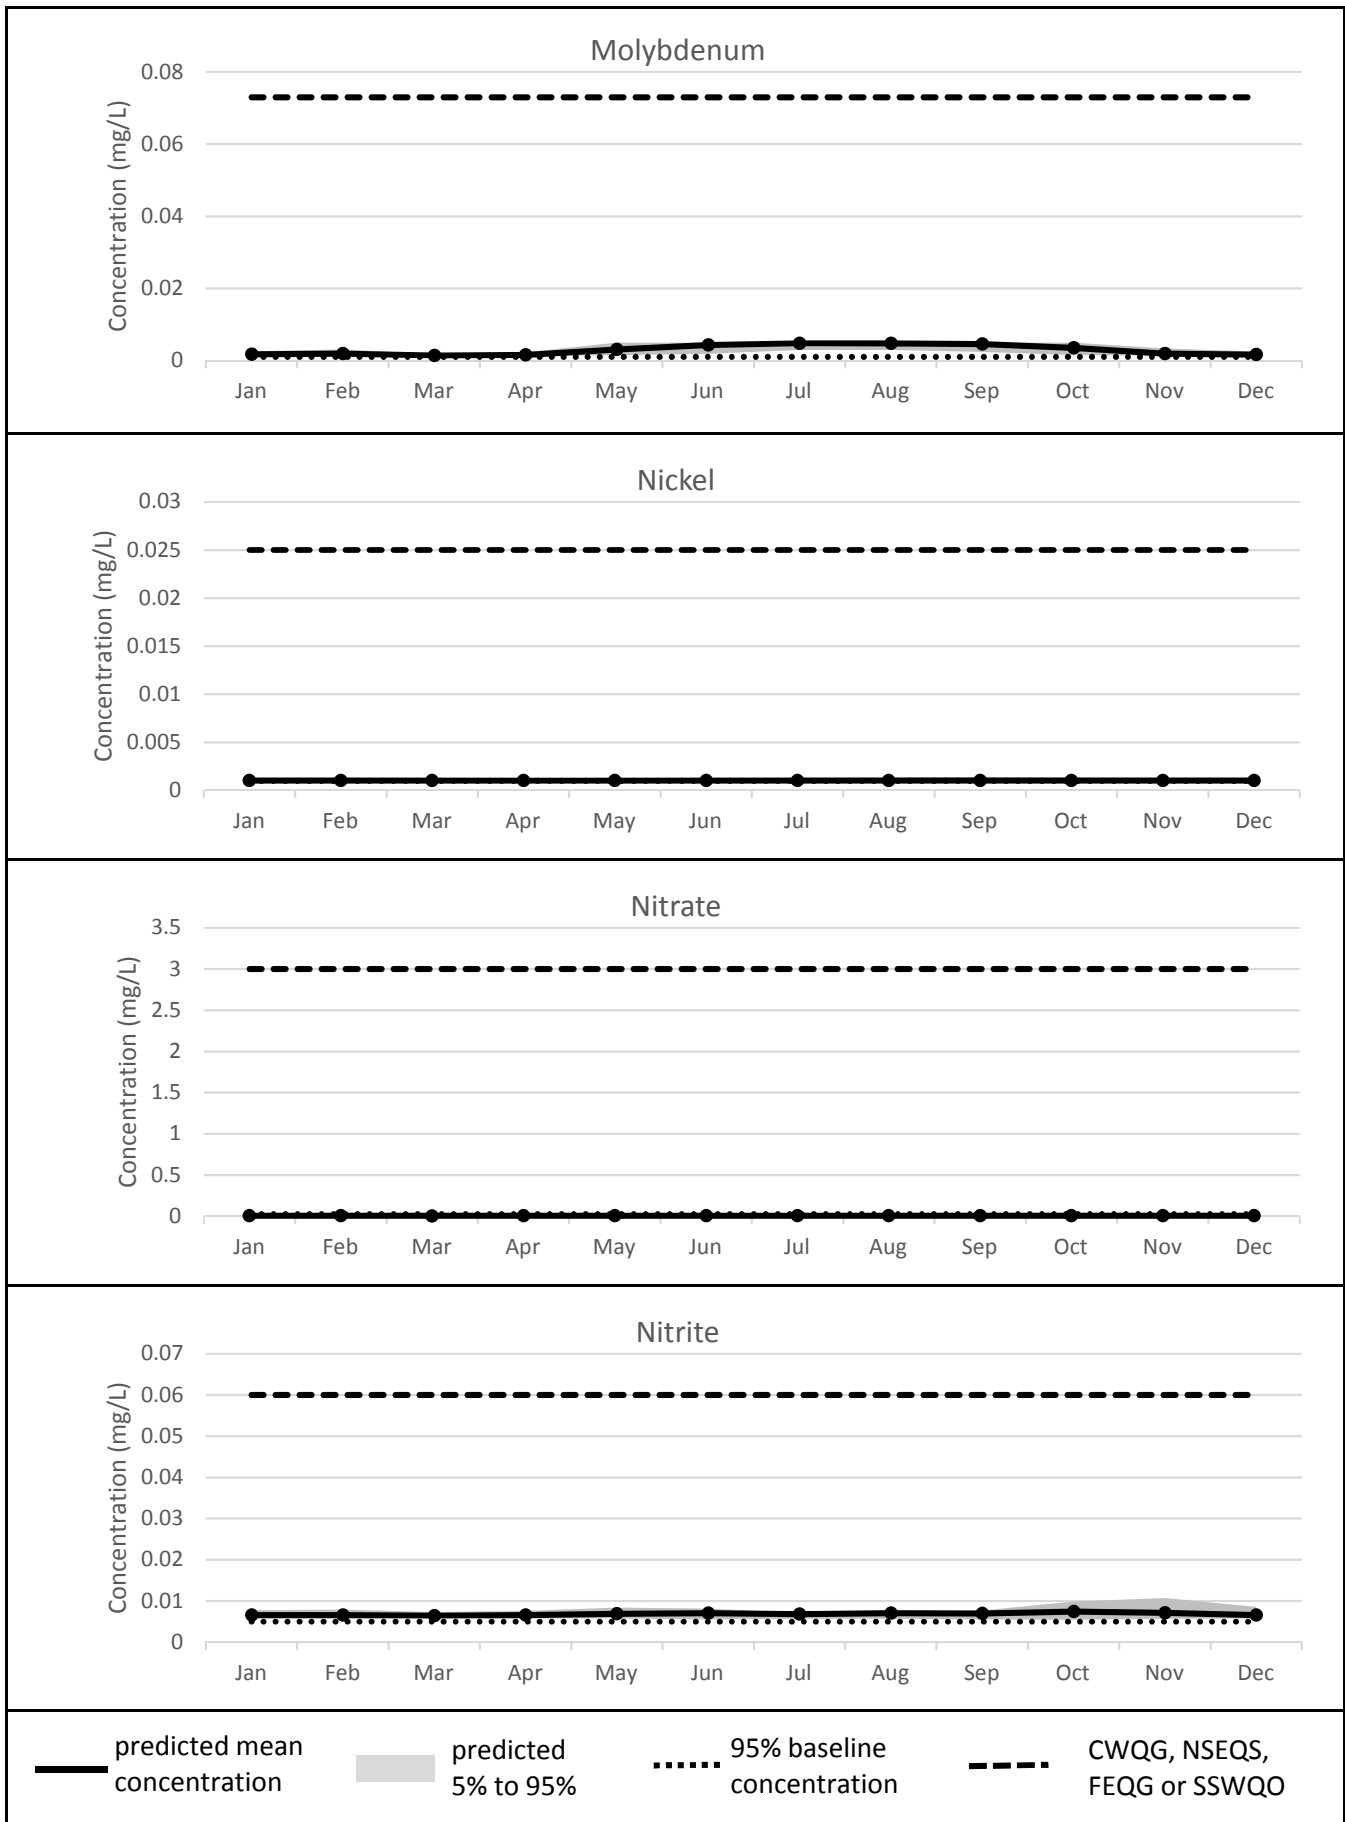 Molybdenum
Concentration (mg/L)
0.08
0.06
0.04
0.02
0
Jan Feb Mar Apr May Jun Jul Aug Sep Oct Nov Dec
Nickel
Concentration (mg/L)
0.03
0.025
0.02
0.015
0.01
0.005
0
Jan Feb Mar Apr May Jun Jul Aug Sep Oct Nov Dec
Nitrate
Concentration (mg/L)
3.5
3
2.5
2
1.5
1
0.5
0
Jan Feb Mar Apr May Jun Jul Aug Sep Oct Nov Dec
Nitrite
Concentration (mg/L)
0.07
0.06
0.05
0.04
0.03
0.02
0.01
0
Jan Feb Mar Apr May Jun Jul Aug Sep Oct Nov Dec
predicted mean
concentration
predicted
5% to 95%
95% baseline
concentration
CWQG, NSEQS,
FEQG or SSWQO